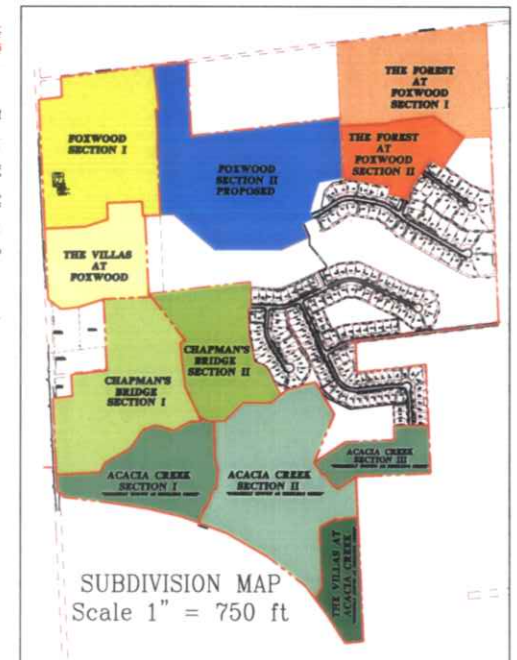 THE FOREST
AT
FOXWOOD
SECTION I
FOXWOOD
SECTION I
THE FOREST
AT FOXWOOD
SECTION II
FOXWOOD
SECTION II
PROPOSED
THE VILLAS
AT
FOXWOOD
CHAPMAN'S
BRIDGE
SECTION II
CHAPMAN'S
BRIDGE
SECTION I
ACACIA CREEK
SECTION III
ACACIA CREEK
SECTION I
ACACIA CREEK
SECTION II
THE VILLAS AT
ACACIA CREEK
SUBDIVISION MAP
Scale 1" = 750 ft